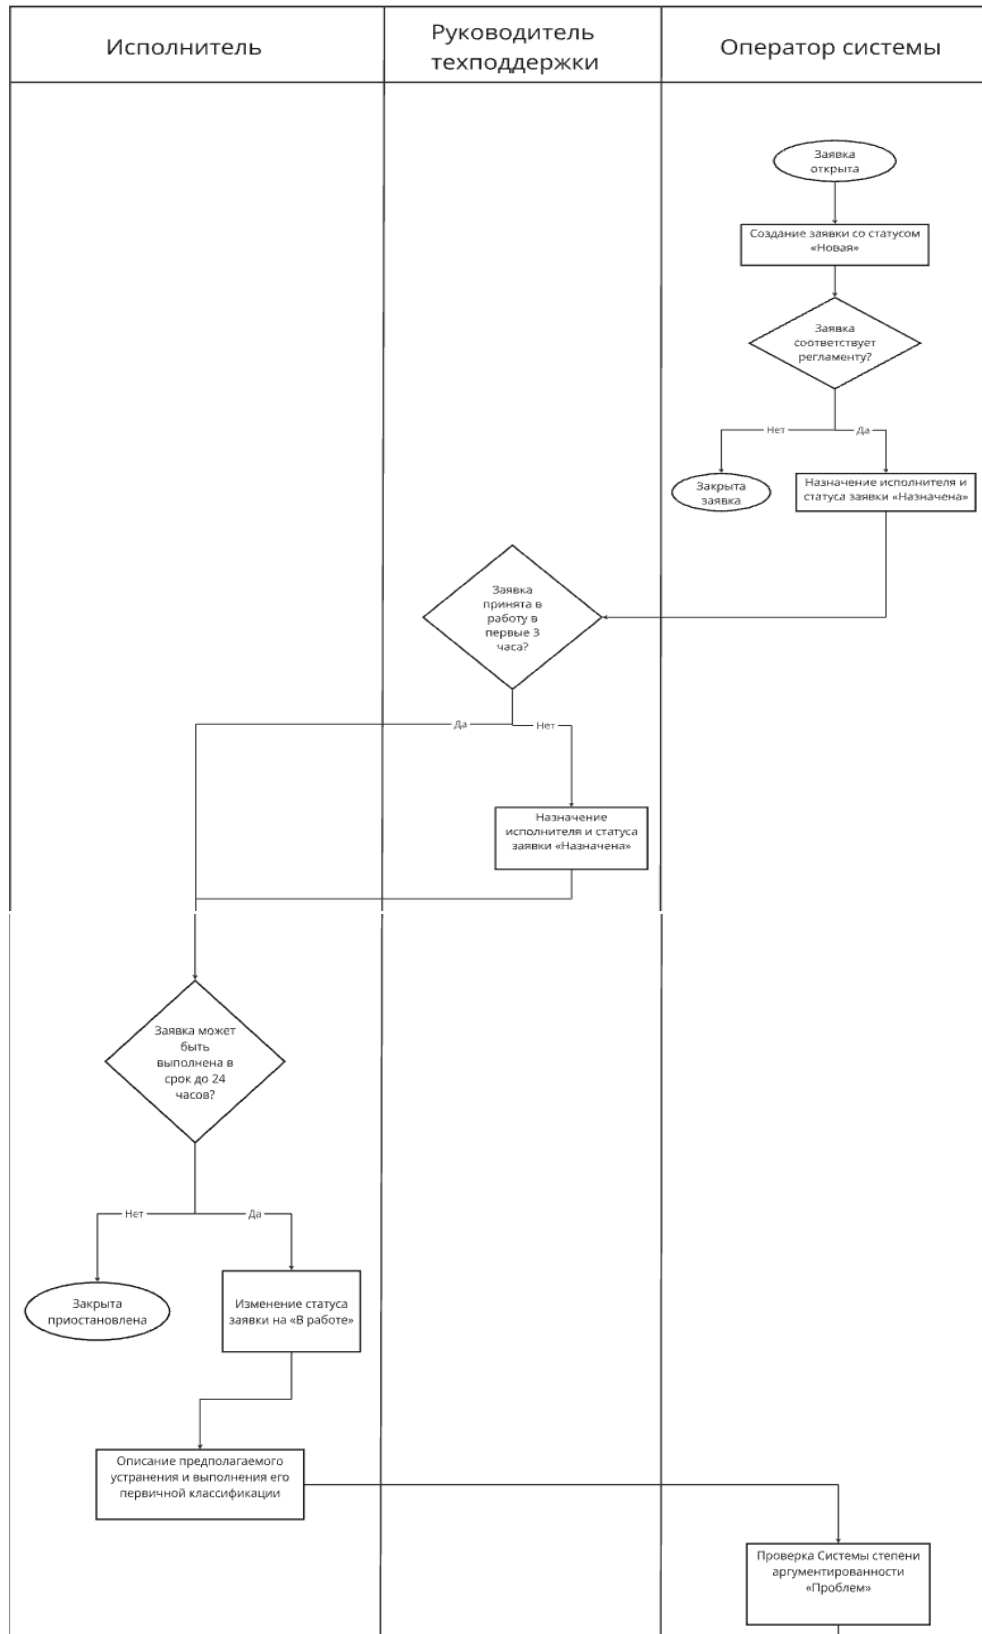 Исполнитель
Руководитель
техподдержки
Оператор системы
Заявка
открыта
Создание заявки со статусом
«Новая»
Заявка
соответствует
регламенту?
Нет
Да
Закрыта
заявка
Назначение исполнителя и
статуса заявки «Назначена»
Заявка
принята в
работу в
первые 3
часа?
Да
Нет
Назначение
исполнителя и статуса
заявки «Назначена»
Заявка может
быть
выполнена в
срок до 24
часов?
Нет
Да
Закрыта
приостановлена
Изменение статуса
заявки на «В работе»
Описание предполагаемого
устранения и выполнения его
первичной классификации
Проверка Системы степени
аргументированности
«Проблем»